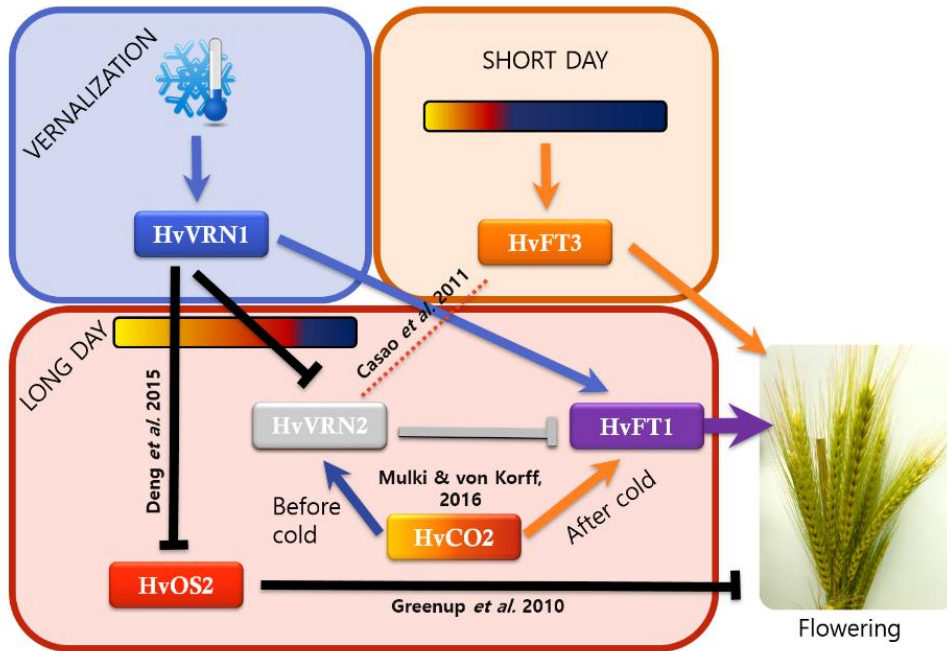 VERNALIZATION
SHORT DAY
HvVRN1
HvFT3
LONG DAY
Casao et al. 2011
Deng et al. 2015
HvVRN2
HvFT1
Mulki & von Korff,
2016
Before
cold
After cold
HvCO2
HvOS2
Greenup et al. 2010
Flowering